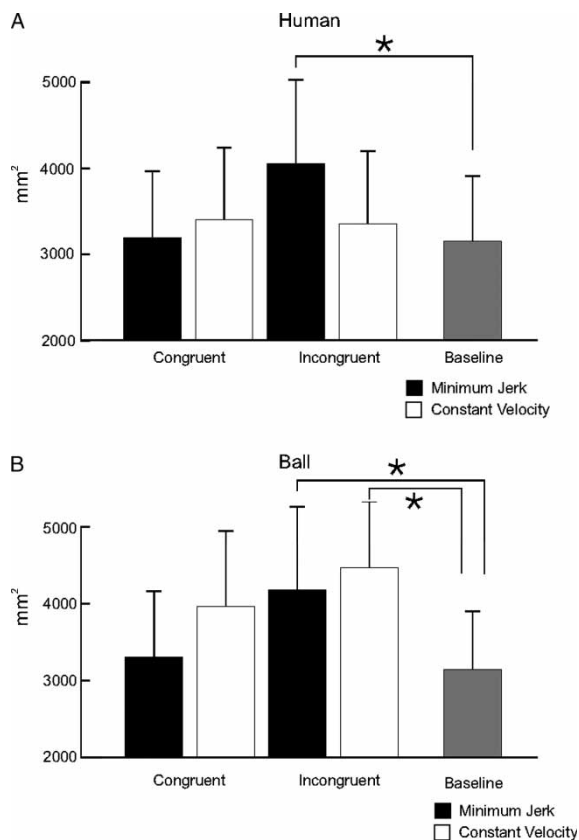 A
Human
*
5000
4000
3000
2000
mm²
Congruent Incongruent Baseline
Minimum Jerk
Constant Velocity
B
Ball
*
*
5000
4000
3000
2000
mm²
Congruent Incongruent Baseline
Minimum Jerk
Constant Velocity